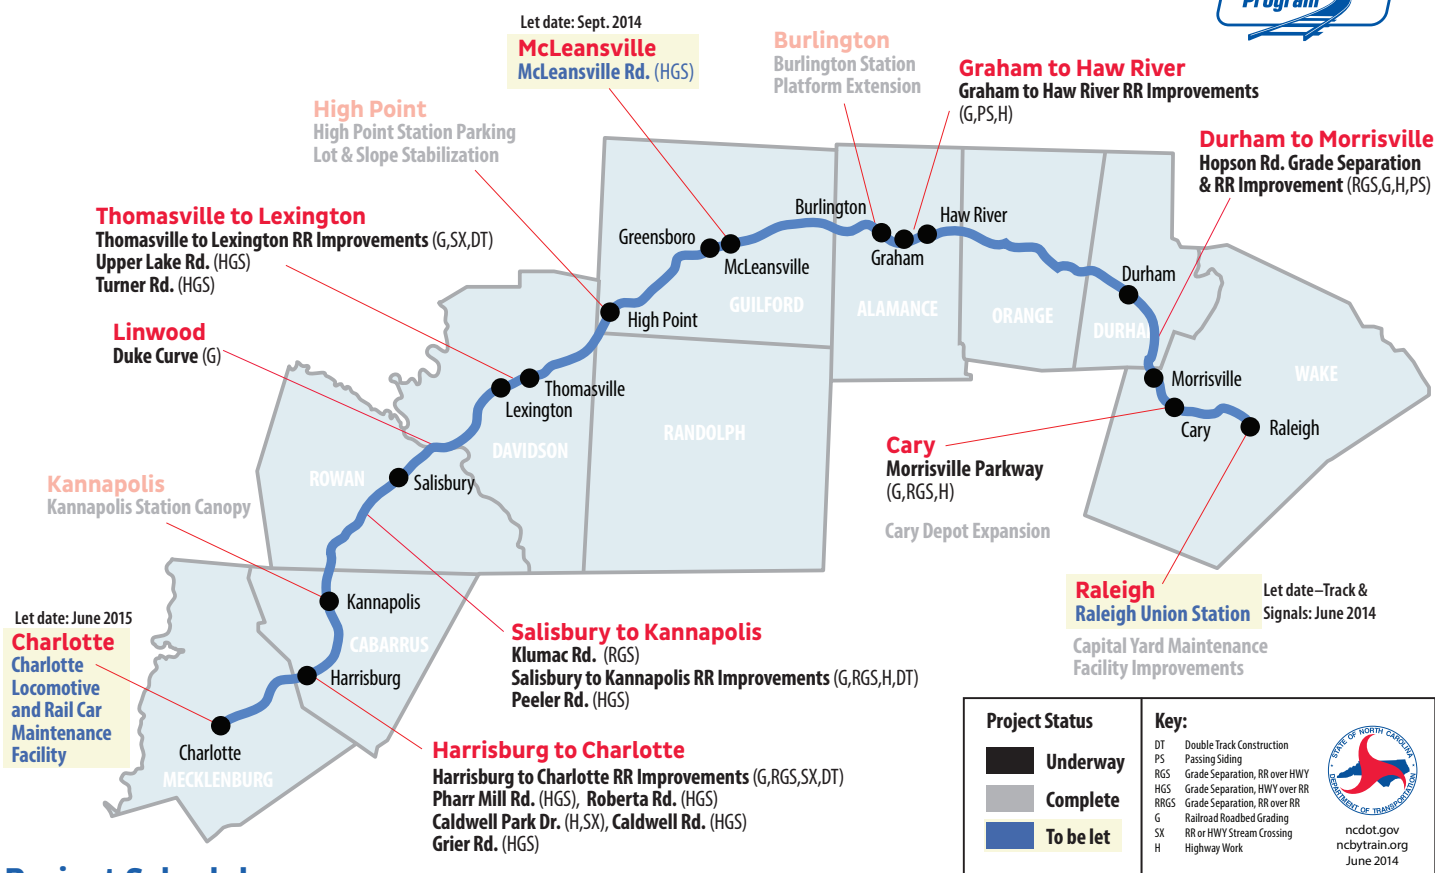 Program
Let date: Sept. 2014
McLeansville
McLeansville Rd. (HGS)
Burlington
Burlington Station
Platform Extension
Graham to Haw River
Graham to Haw River RR Improvements
(G,PS,H)
High Point
High Point Station Parking
Lot & Slope Stabilization
Durham to Morrisville
Hopson Rd. Grade Separation
& RR Improvement (RGS,G,H,PS)
Thomasville to Lexington
Thomasville to Lexington RR Improvements (G,SX,DT)
Upper Lake Rd. (HGS)
Turner Rd. (HGS)
Linwood
Duke Curve (G)
Burlington
Haw River
Greensboro
McLeansville
Graham
Durham
GUILFORD
ALAMANCE
ORANGE
DURHA
High Point
Morrisville
WAKE
Thomasville
Lexington
Cary
Raleigh
RANDOLPH
DAVIDSON
ROWAN
Salisbury
Cary
Morrisville Parkway
(G,RGS,H)
Cary Depot Expansion
Kannapolis
Kannapolis Station Canopy
Kannapolis
CABARRUS
Harrisburg
Charlotte
MECKLENBURG
Raleigh
Raleigh Union Station
Let date–Track &
Signals: June 2014
Capital Yard Maintenance
Facility Improvements
Let date: June 2015
Charlotte
Charlotte
Locomotive
and Rail Car
Maintenance
Facility
Salisbury to Kannapolis
Klumac Rd. (RGS)
Salisbury to Kannapolis RR Improvements (G,RGS,H,DT)
Peeler Rd. (HGS)
Harrisburg to Charlotte
Harrisburg to Charlotte RR Improvements (G,RGS,SX,DT)
Pharr Mill Rd. (HGS), Roberta Rd. (HGS)
Caldwell Park Dr. (H,SX), Caldwell Rd. (HGS)
Grier Rd. (HGS)
Project Status
Underway
Complete
To be let
Key:
DT Double Track Construction
PS Passing Siding
RGS Grade Separation, RR over HWY
HGS Grade Separation, HWY over RR
RRGS Grade Separation, RR over RR
G Railroad Roadbed Grading
SX RR or HWY Stream Crossing
H Highway Work
STATE OF NORTH CAROLINA
DEPARTMENT OF TRANSPORTATION
ncdot.gov
ncbytrain.org
June 2014